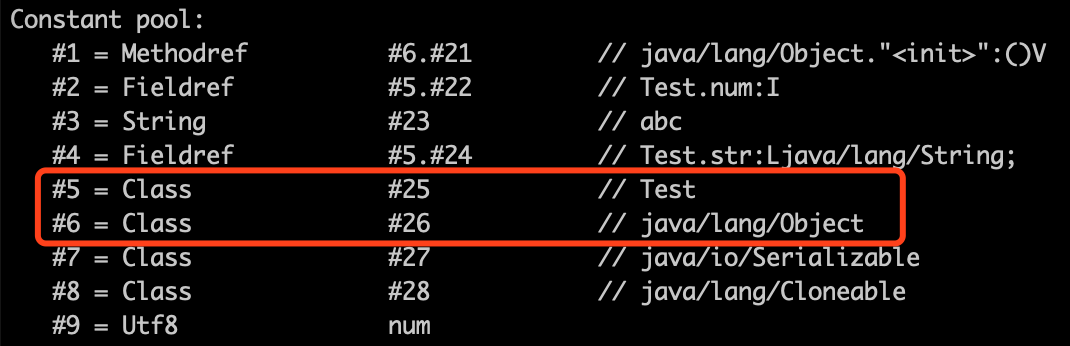 Constant pool:
#1 = Methodref #6.#21 // java/lang/Object."<init>":()V
#2 = Fieldref #5.#22 // Test.num:I
#3 = String #23 // abc
#4 = Fieldref #5.#24 // Test.str:Ljava/lang/String;
#5 = Class #25 // Test
#6 = Class #26 // java/lang/Object
#7 = Class #27 // java/io/Serializable
#8 = Class #28 // java/lang/Cloneable
#9 = Utf8 num